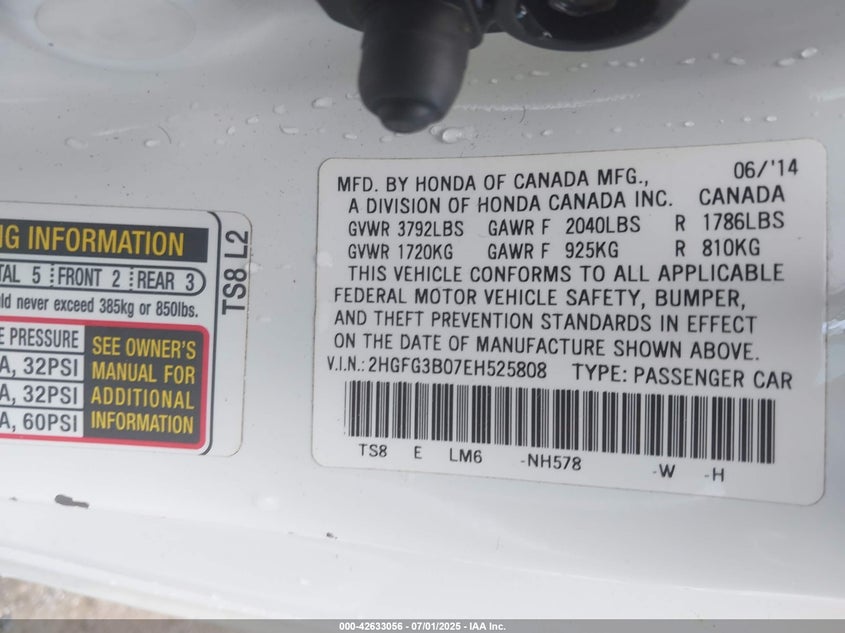 NG INFORMATION
TAL 5 FRONT 2 REAR 3
uld never exceed 385kg or 850lbs.
E PRESSURE
A, 32PSI
A, 32PSI
A, 60PSI
SEE OWNER'S
MANUAL FOR
ADDITIONAL
INFORMATION
TS8 L2
06/'14
MFD. BY HONDA OF CANADA MFG.,
A DIVISION OF HONDA CANADA INC. CANADA
GVWR 3792LBS GAWR F 2040LBS R 1786LBS
GVWR 1720KG GAWR F 925KG R 810KG
THIS VEHICLE CONFORMS TO ALL APPLICABLE
FEDERAL MOTOR VEHICLE SAFETY, BUMPER,
AND THEFT PREVENTION STANDARDS IN EFFECT
ON THE DATE OF MANUFACTURE SHOWN ABOVE.
V.I.N.: 2HGFG3B07EH525808 TYPE: PASSENGER CAR
TS8 E LM6 -NH578 -W -H
000-42633056 - 07/01/2025 - IAA Inc.